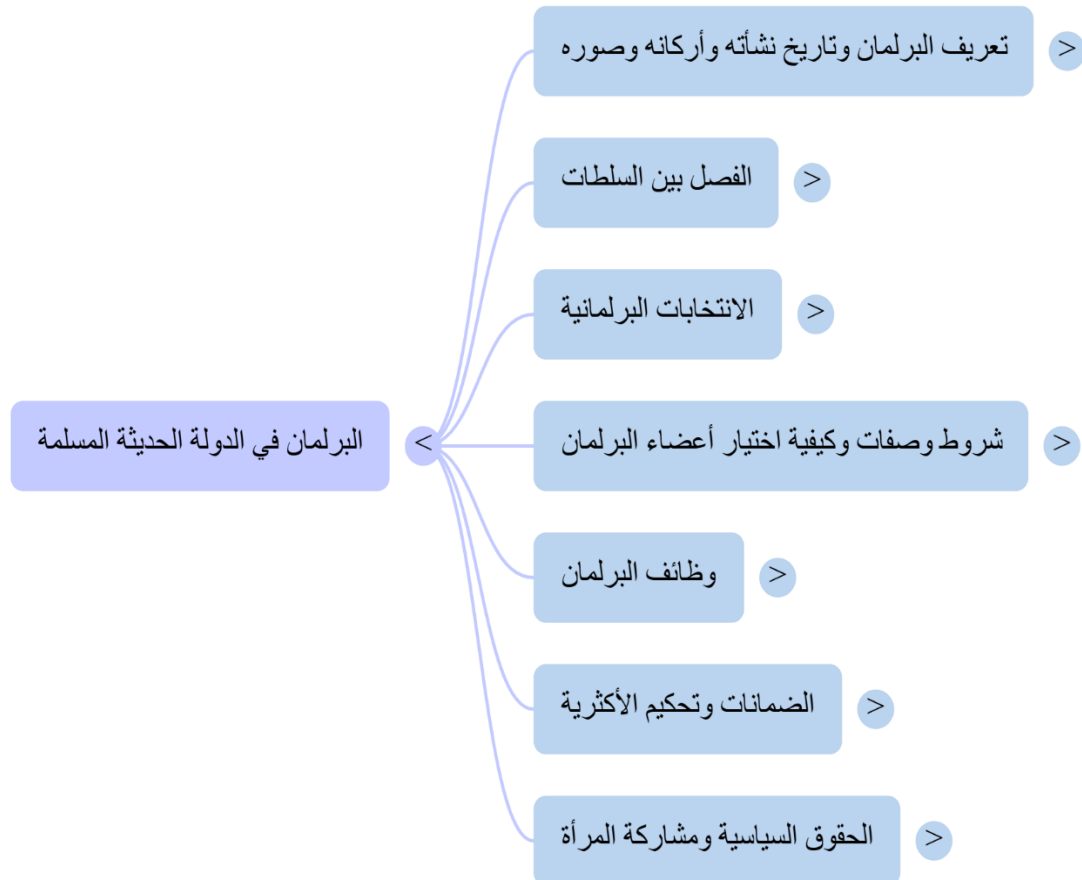 البرلمان في الدولة الحديثة المسلمة
>
تعريف البرلمان وتاريخ نشأته وأركانه وصوره
<
الفصل بين السلطات
<
الانتخابات البرلمانية
<
شروط وصفات وكيفية اختيار أعضاء البرلمان
<
وظائف البرلمان
<
الضمانات وتحكيم الأكثرية
<
الحقوق السياسية ومشاركة المرأة
<